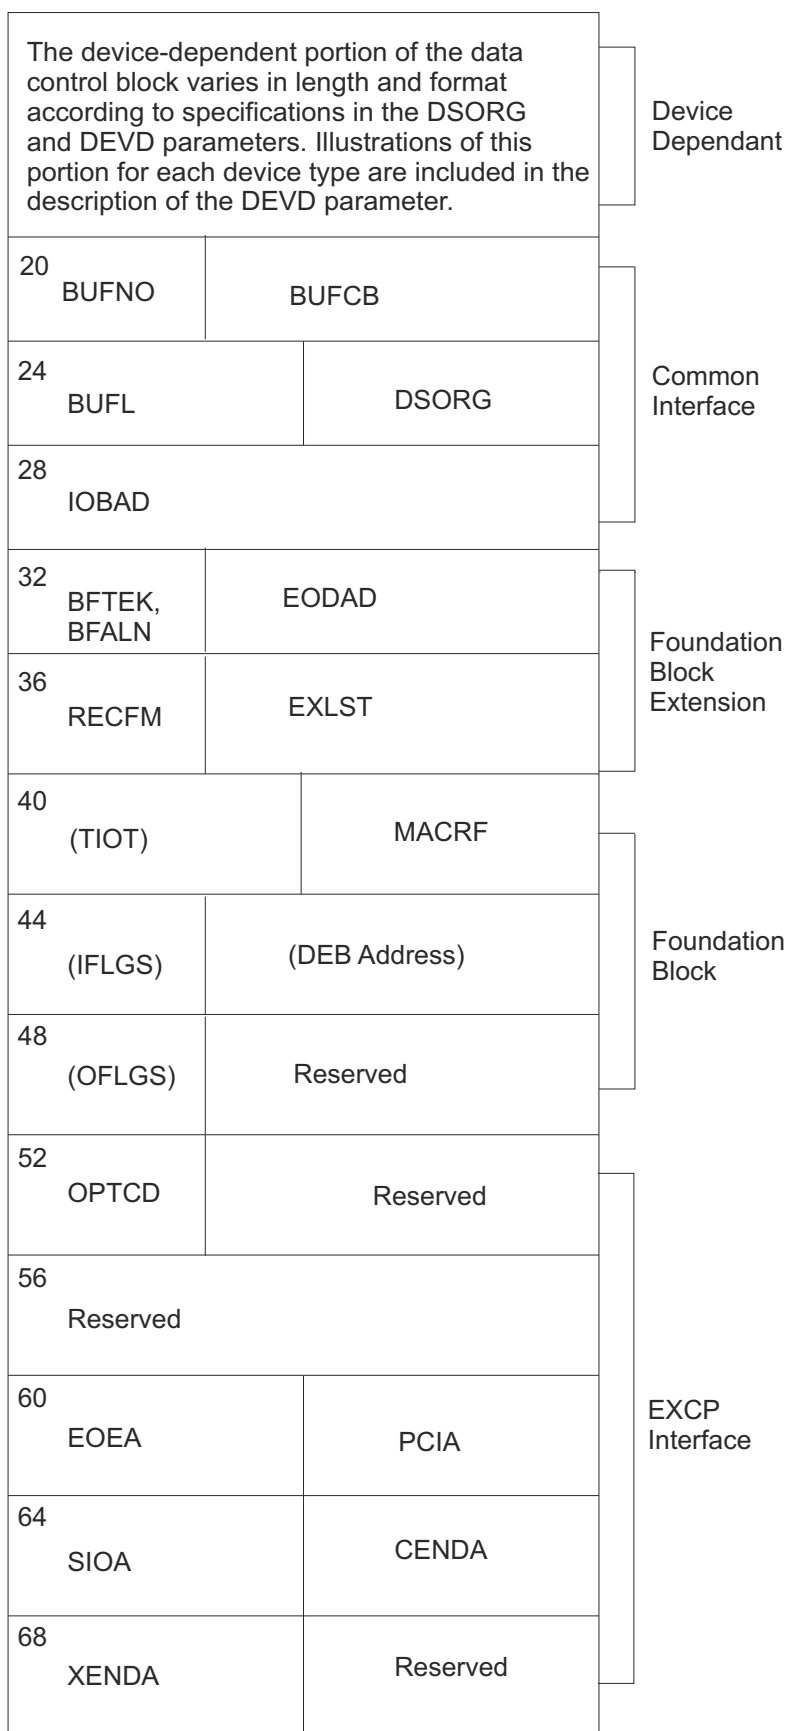 The device-dependent portion of the data
control block varies in length and format
according to specifications in the DSORG
and DEVD parameters. Illustrations of this
portion for each device type are included in the
description of the DEVD parameter.
Device
Dependant
20
BUFNO
BUFCB
24
BUFL
DSORG
Common
Interface
28
IOBAD
32
BFTEK,
BFALN
EODAD
Foundation
Block
Extension
36
RECFM
EXLST
40
(TIOT)
MACRF
44
(IFLGS)
(DEB Address)
Foundation
Block
48
(OFLGS)
Reserved
52
OPTCD
Reserved
56
Reserved
60
EOEA
PCIA
EXCP
Interface
64
SIOA
CENDA
68
XENDA
Reserved